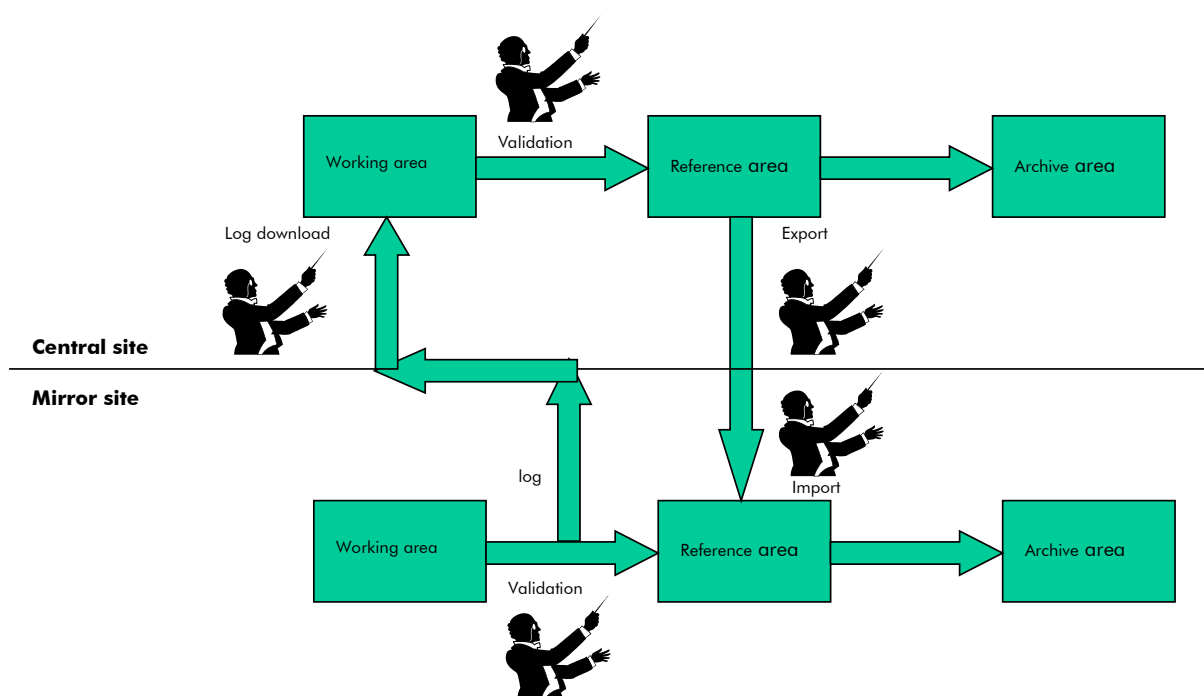 Validation
Working area
Reference area
Archive area
Log download
Export
Central site
Mirror site
log
Import
Working area
Reference area
Archive area
Validation